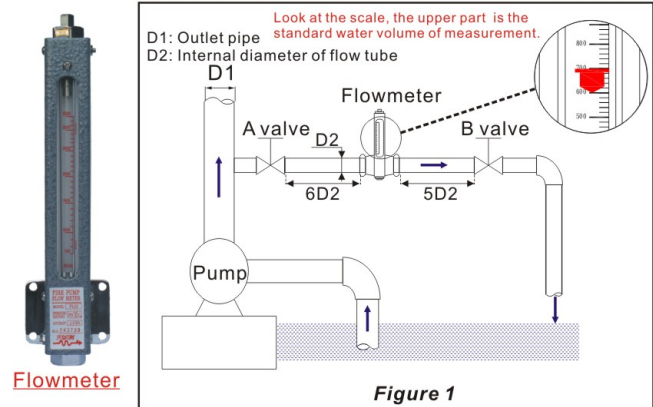 Look at the scale, the upper part is the
standard water volume of measurement.
D1: Outlet pipe
D2: Internal diameter of flow tube
D1
Flowmeter
A valve
D2
B valve
6D2
5D2
Pump
800
700
600
500
FIRE PUMP
FLOW METER
Flowmeter
Figure 1